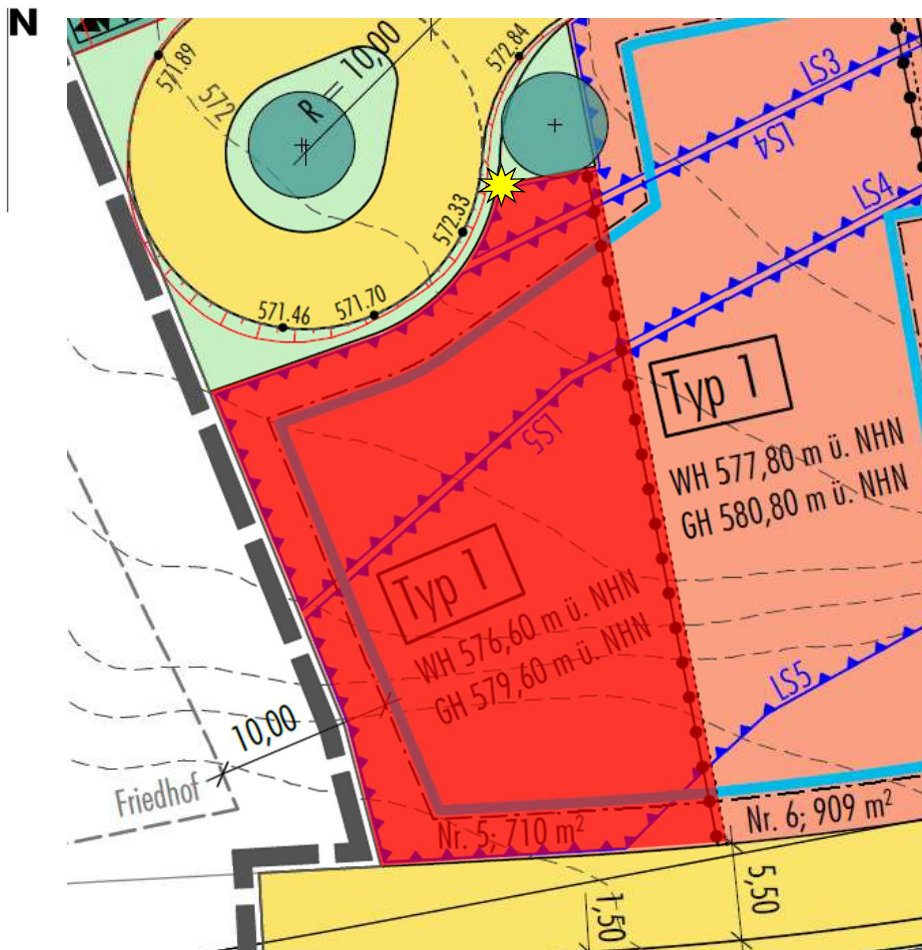 N
571.89
572
R = 10,00
572.84
LS3
LS4
LS4
572.33
571.46
571.70
Typ 1
WH 577,80 m ü. NHN
GH 580,80 m ü. NHN
LS5
Typ 1
WH 576,60 m ü. NHN
GH 579,60 m ü. NHN
LS5
10,00
Friedhof
Nr. 5; 710 m²
Nr. 6; 909 m²
5,50
1,50